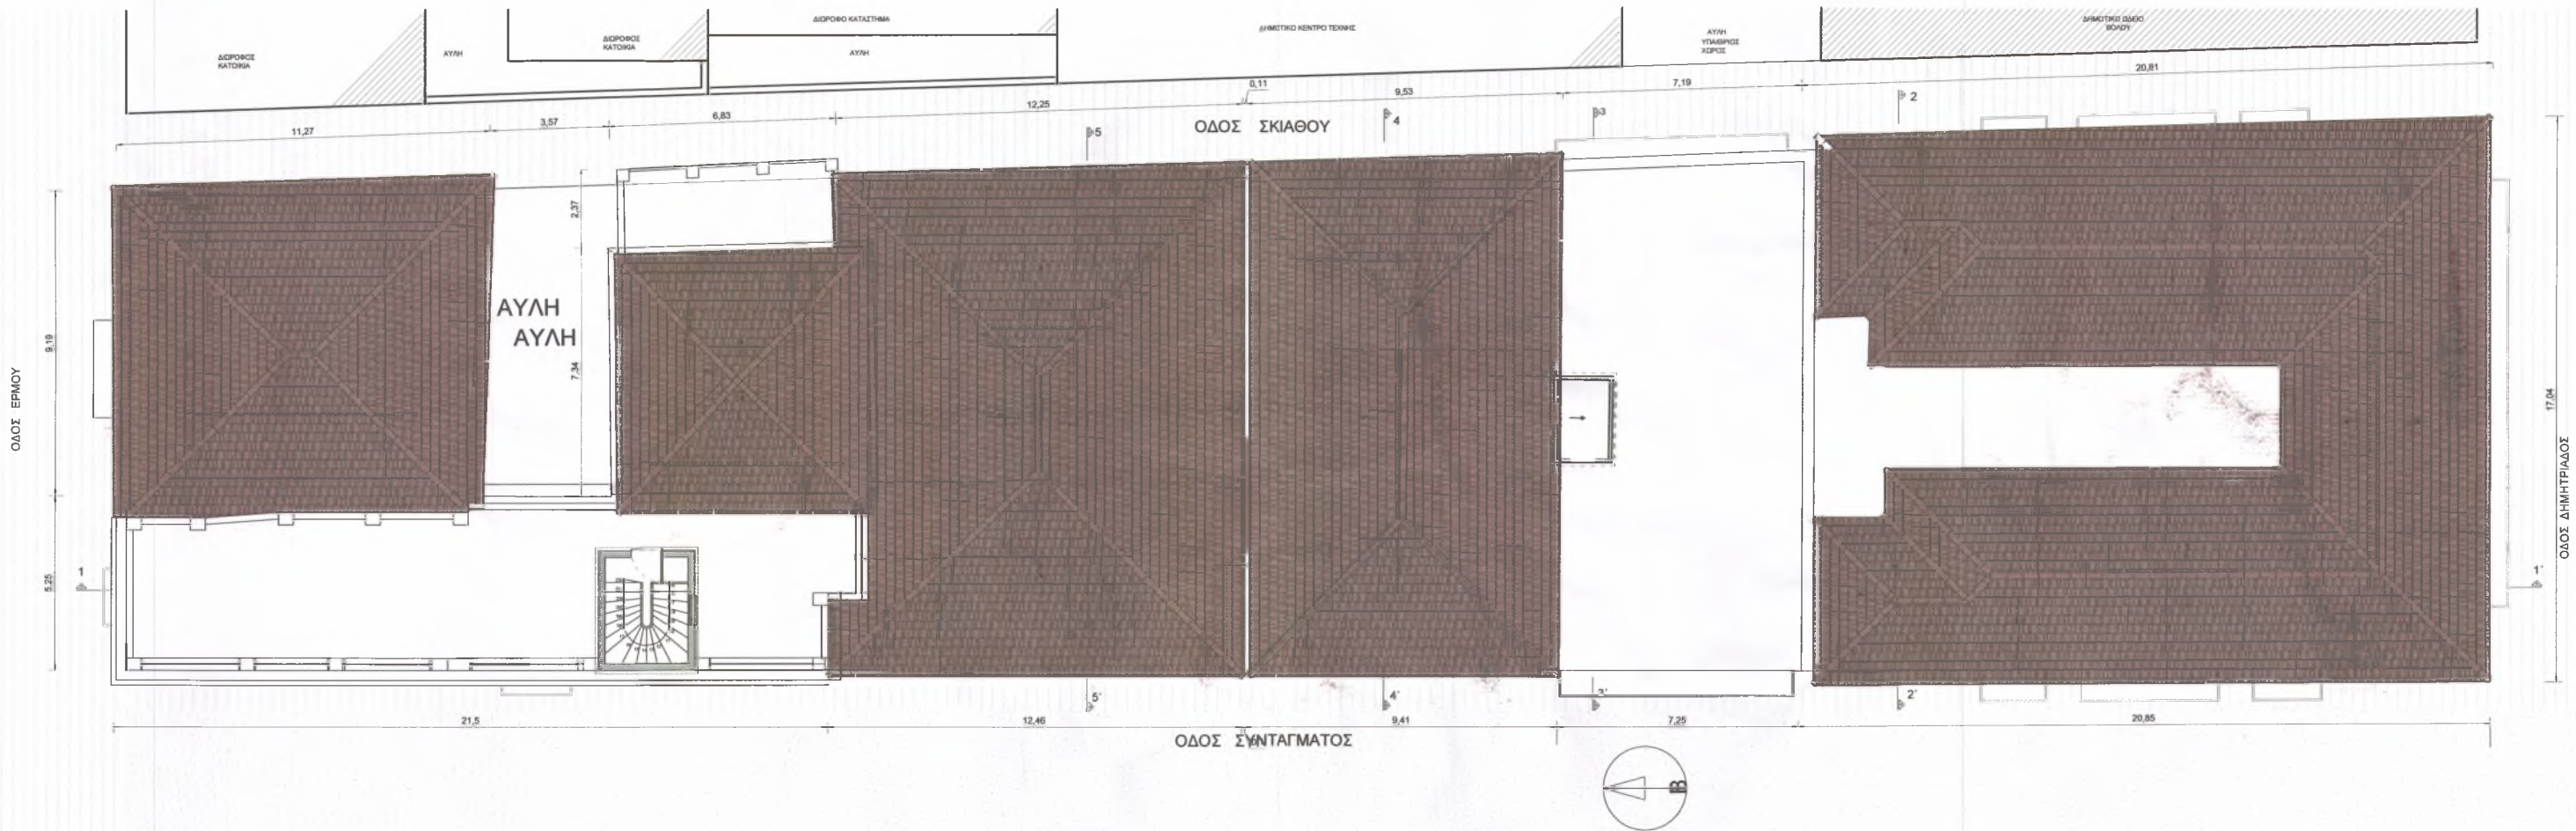 ΔΙΩΡΟΦΟΣ
ΚΑΤΟΙΚΙΑ
ΑΥΛΗ
ΔΙΩΡΟΦΟΣ
ΚΑΤΟΙΚΙΑ
ΔΙΩΡΟΦΟ ΚΑΤΑΣΤΗΜΑ
ΑΥΛΗ
ΔΗΜΟΤΙΚΟ ΚΕΝΤΡΟ ΤΕΧΝΗΣ
ΑΥΛΗ
ΥΠΑΙΘΡΙΟΣ
ΧΩΡΟΣ
ΔΗΜΟΤΙΚΟ ΩΔΕΙΟ
ΒΟΛΟΥ
11,27
3,57
6,83
12,25
0,11
9,53
7,19
20,81
5
ΟΔΟΣ ΣΚΙΑΘΟΥ
4
3
2
2,37
7,34
ΑΥΛΗ
ΑΥΛΗ
ΟΔΟΣ ΕΡΜΟΥ
9,19
5,25
1
17,04
ΟΔΟΣ ΔΗΜΗΤΡΙΑΔΟΣ
1΄
5΄
4΄
3΄
2΄
21,5
12,46
9,41
7,25
20,85
ΟΔΟΣ ΣΥΝΤΑΓΜΑΤΟΣ
Β